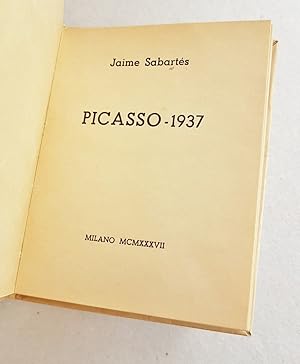 Jaime Sabartés
PICASSO - 1937
MILANO MCMXXXVII